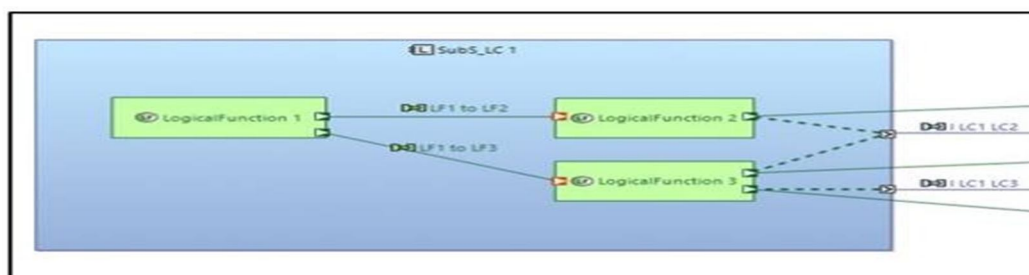 SubS_LC 1
LF1 to LF2
LogicalFunction 1
LogicalFunction 2
I LC1 LC2
LF1 to LF3
LogicalFunction 3
I LC1 LC3